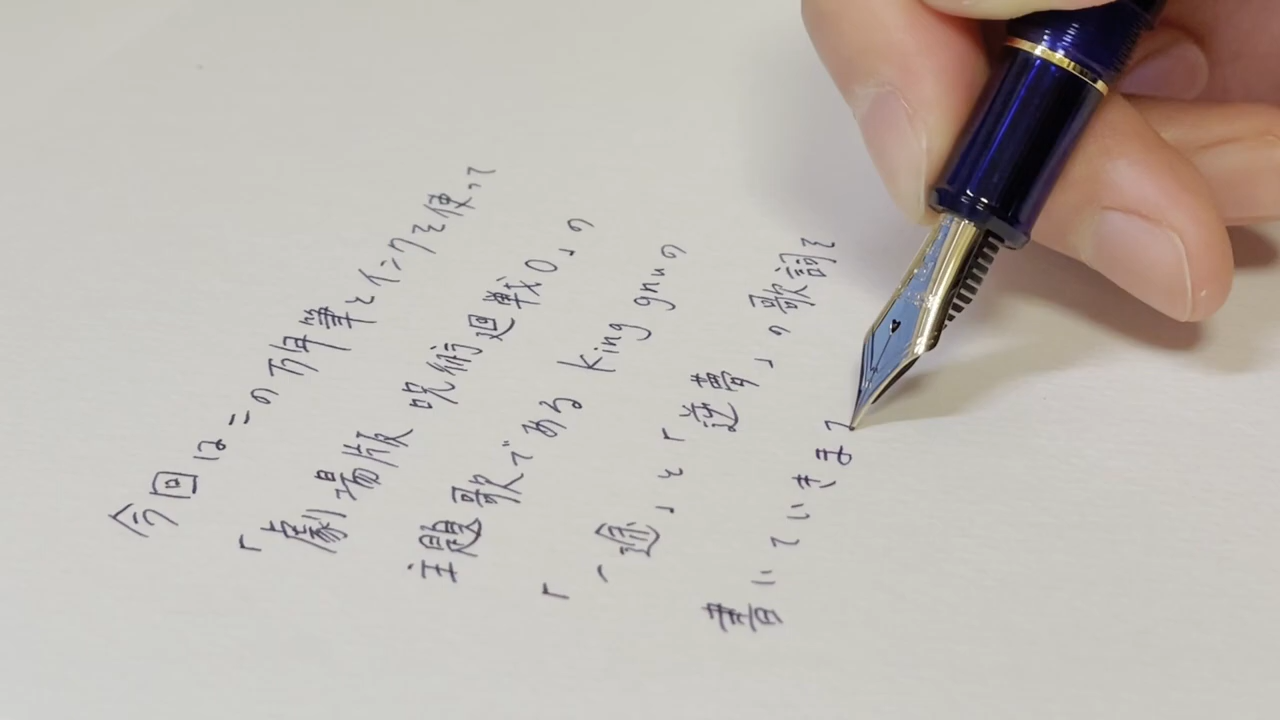 今回はこの万年筆とインクを使って
「劇場版 呪術廻戦0」の
主題歌である King gnuの
「一途」と「逆夢」の歌詞を
書いていきます